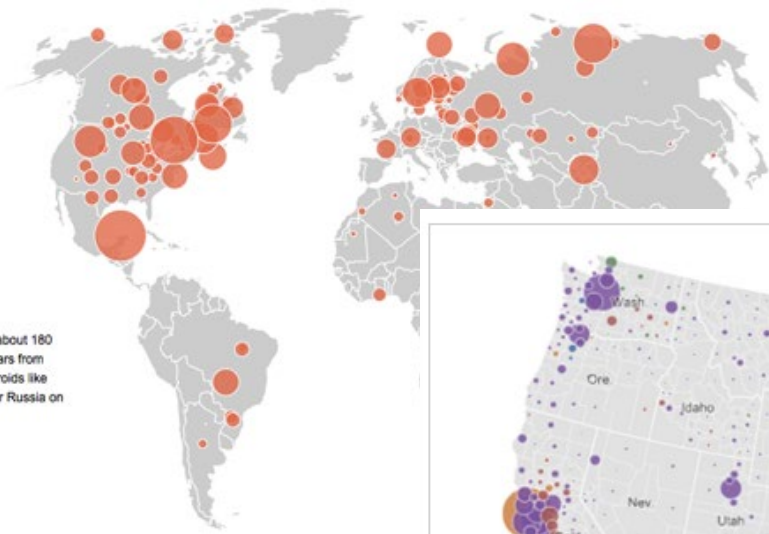 about 180
ars from
roids like
r Russia on
Wash.
Ore.
Idaho
Nev.
Utah